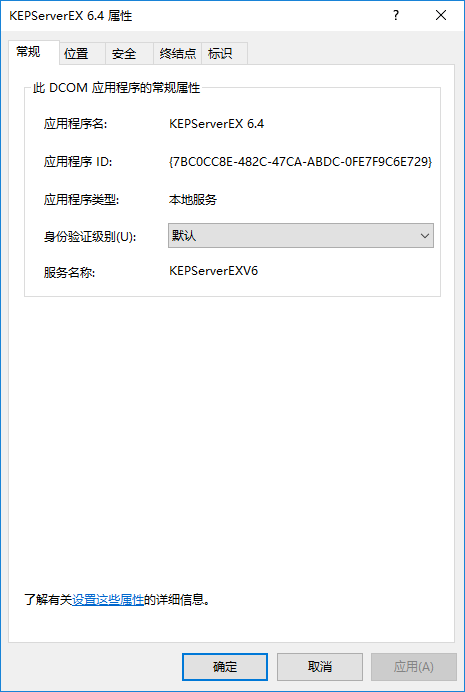 KEPServerEX 6.4 属性
常规 位置 安全 终结点 标识
此 DCOM 应用程序的常规属性
应用程序名: KEPServerEX 6.4
应用程序 ID: {7BC0CC8E-482C-47CA-ABDC-0FE7F9C6E729}
应用程序类型: 本地服务
身份验证级别(U): 默认
服务名称: KEPServerEXV6
了解有关设置这些属性的详细信息。
确定 取消 应用(A)